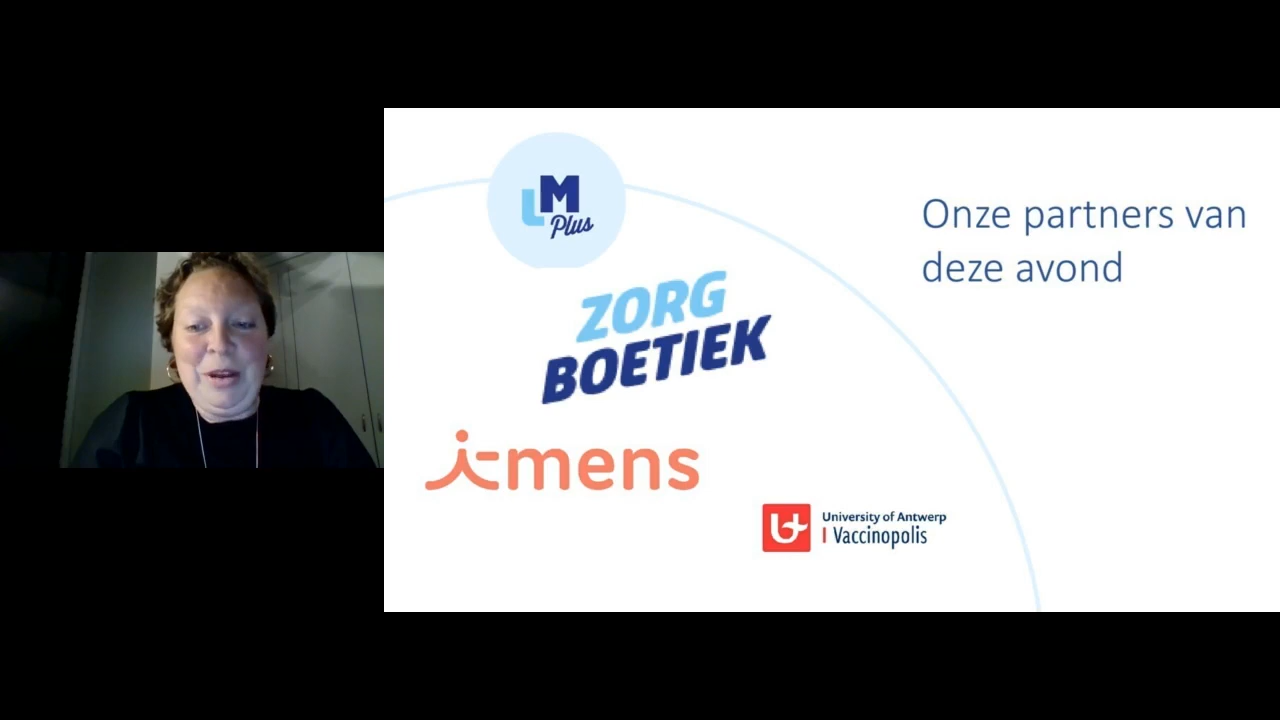 LM
Plus
Onze partners van
deze avond
ZORG
BOETIEK
i-mens
University of Antwerp
Vaccinopolis